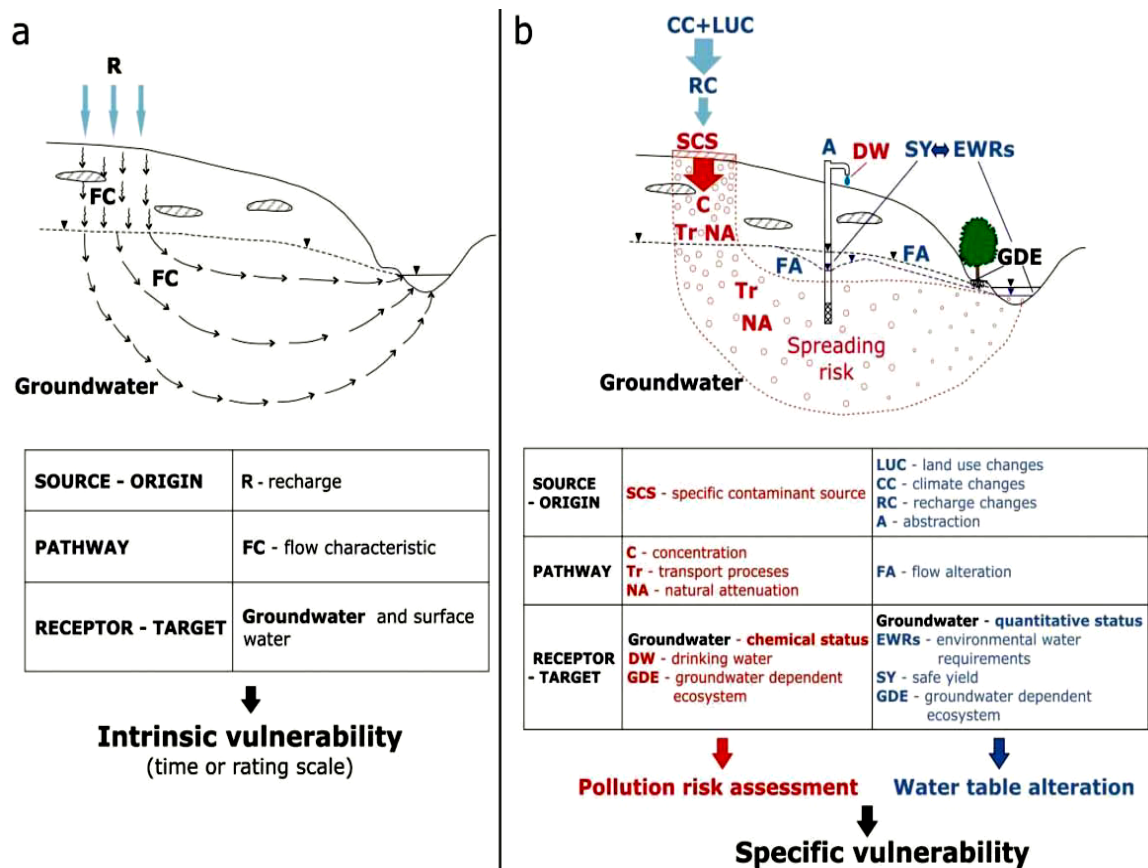 a
R
FC
FC
Groundwater
SOURCE - ORIGIN
R - recharge
PATHWAY
FC - flow characteristic
RECEPTOR - TARGET
Groundwater and surface
water
Intrinsic vulnerability
(time or rating scale)
b
CC+LUC
RC
SCS
A
DW
SY⇔EWRs
C
Tr NA
FA
FA
GDE
Tr
NA
Spreading
risk
Groundwater
SOURCE
- ORIGIN
SCS - specific contaminant source
LUC - land use changes
CC - climate changes
RC - recharge changes
A - abstraction
PATHWAY
C - concentration
Tr - transport proceses
NA - natural attenuation
FA - flow alteration
RECEPTOR
- TARGET
Groundwater - chemical status
DW - drinking water
GDE - groundwater dependent
ecosystem
Groundwater - quantitative status
EWRs - environmental water
requirements
SY - safe yield
GDE - groundwater dependent
ecosystem
Pollution risk assessment
Water table alteration
Specific vulnerability